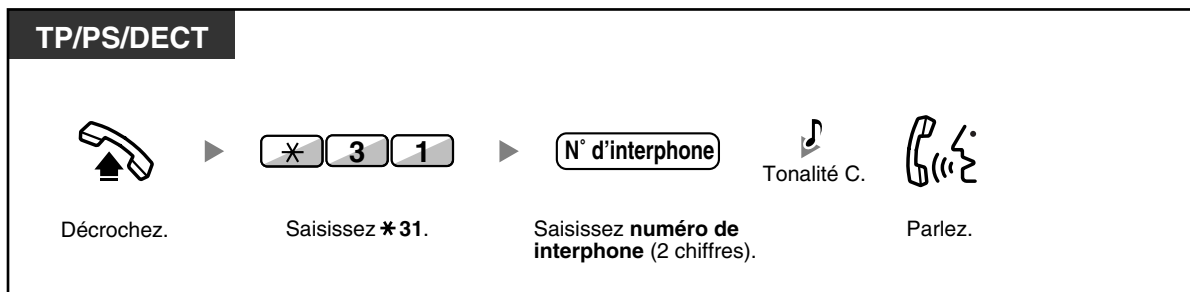 TP/PS/DECT
✳ 3 1
N° d'interphone
Tonalité C.
Décrochez.
Saisissez ✳31.
Saisissez numéro de
interphone (2 chiffres).
Parlez.